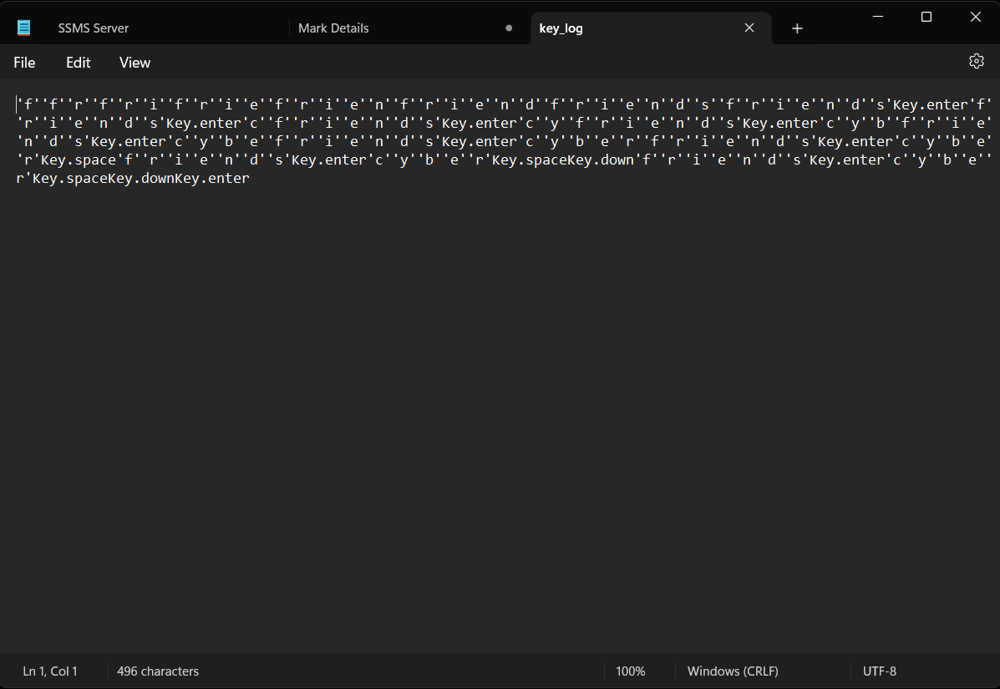 SSMS Server
Mark Details
key_log
File Edit View
'f''f''r''f''r''i''f''r''i''e''f''r''i''e''n''f''r''i''e''n''d''f''r''i''e''n''d''s''f''r''i''e''n''d''s'Key.enter'f'
'r''i''e''n''d''s'Key.enter'c''f''r''i''e''n''d''s'Key.enter'c''y''f''r''i''e''n''d''s'Key.enter'c''y''b''f''r''i''e'
'n''d''s'Key.enter'c''y''b''e''f''r''i''e''n''d''s'Key.enter'c''y''b''e''r''f''r''i''e''n''d''s'Key.enter'c''y''b''e'
'r'Key.space'f''r''i''e''n''d''s'Key.enter'c''y''b''e''r'Key.spaceKey.down'f''r''i''e''n''d''s'Key.enter'c''y''b''e''
r'Key.spaceKey.downKey.enter
Ln 1, Col 1
496 characters
100%
Windows (CRLF)
UTF-8